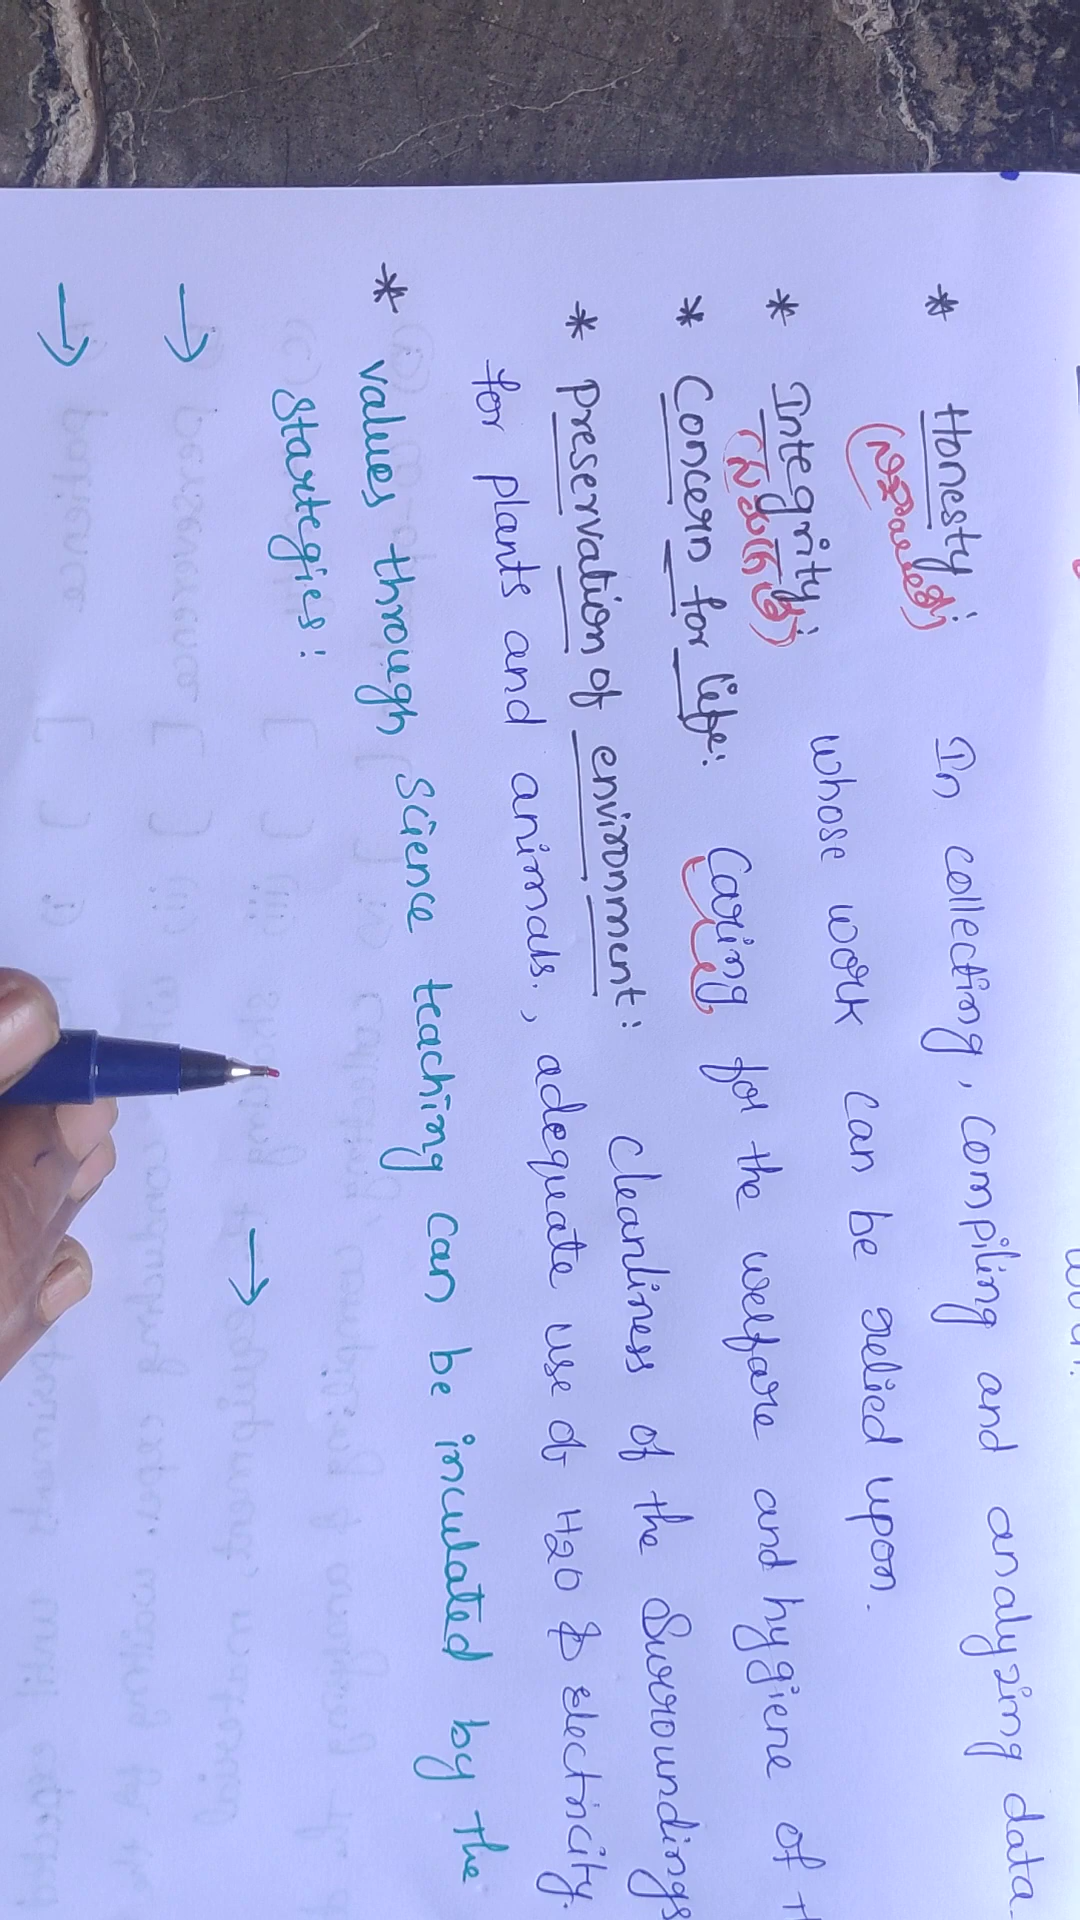 * Honesty: In collecting, compiling and analyzing data
* Integrity: whose work can be relied upon.
* Concern for life: Caring for the welfare and hygiene of
* Preservation of environment: cleanliness of the Surroundings
for plants and animals., adequate use of H2O & electricity.
* values through science teaching can be inculated by the
startegies:
→
→
→